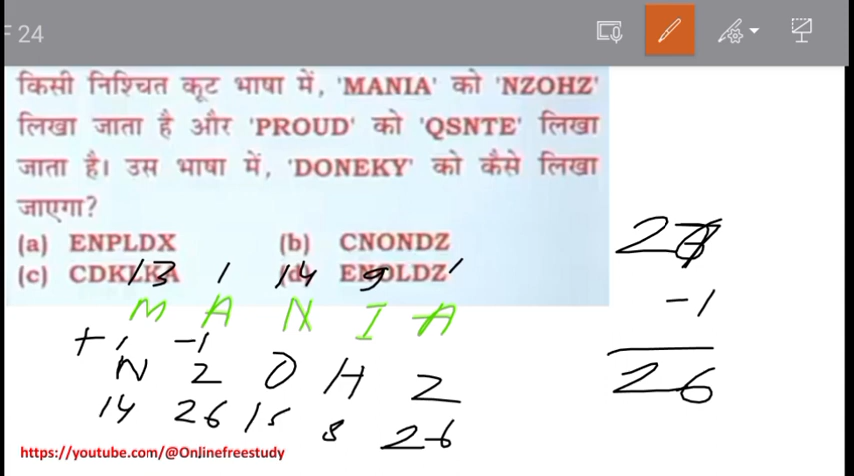 F 24
किसी निश्चित कूट भाषा में, 'MANIA' को 'NZOHZ'
लिखा जाता है और 'PROUD' को 'QSNTE' लिखा
जाता है। उस भाषा में, 'DONEKY' को कैसे लिखा
जाएगा?
(a) ENPLDX (b) CNONDZ
(c) CDKLKA (d) ENOLDZ
13 1 14 9 1
M A N I A
+1 -1
N Z O H Z
14 26 15 8 26
27
-1
26
https://youtube.com/@Onlinefreestudy